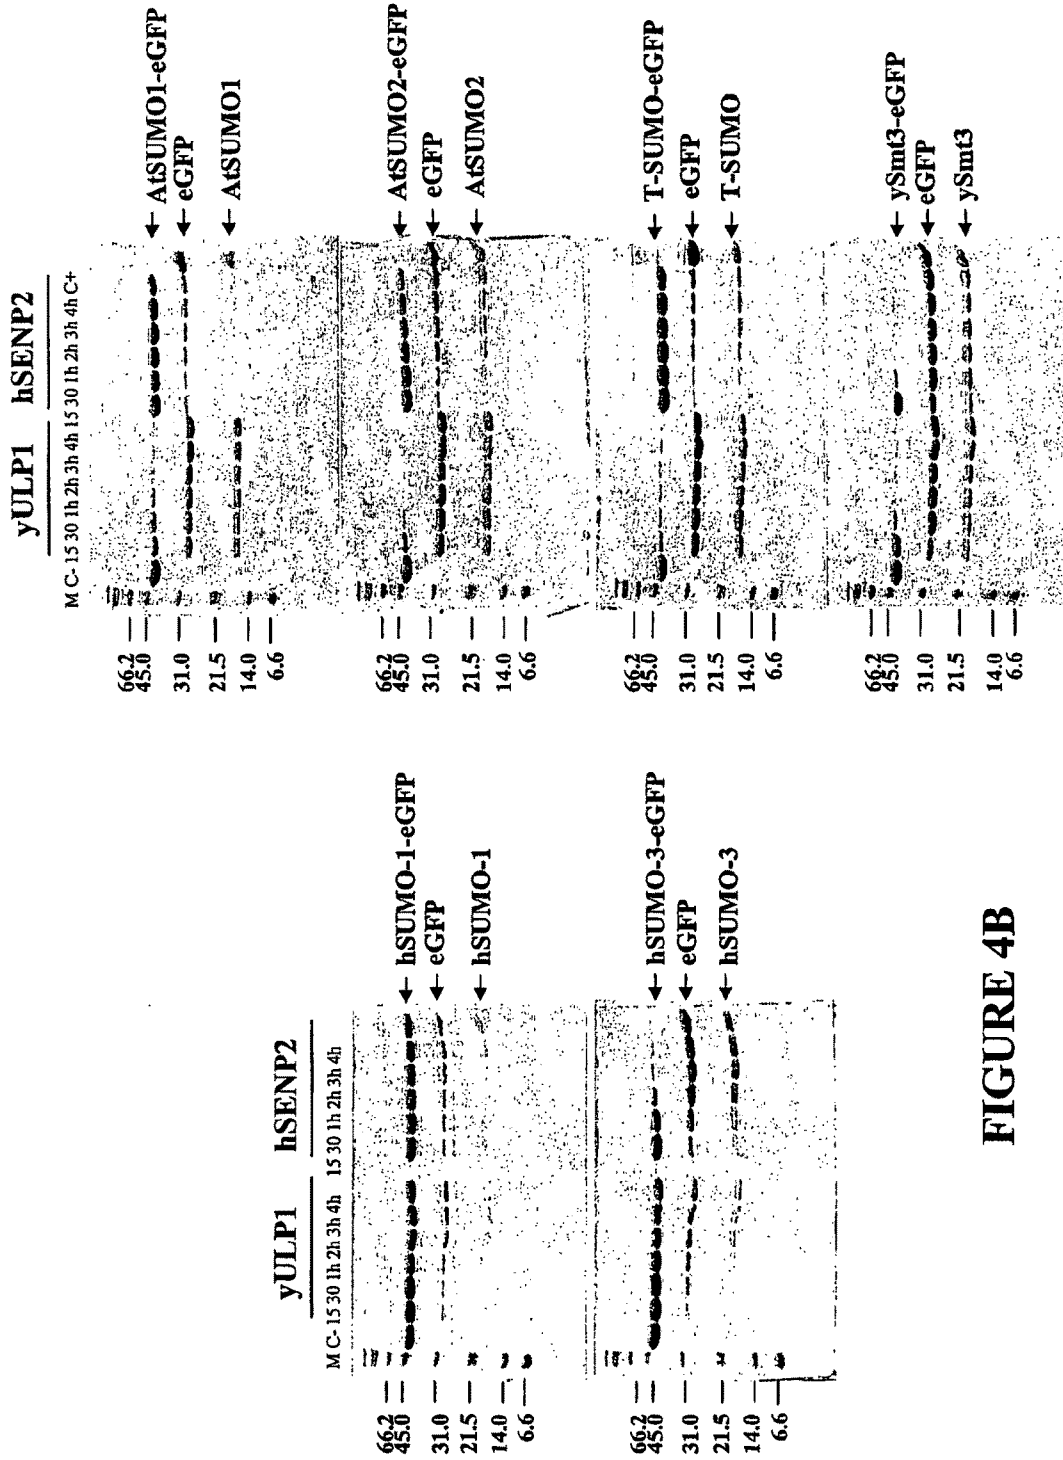 yULP1 hSENP2
M C- 15 30 1h 2h 3h 4h 15 30 1h 2h 3h 4h
66.2
45.0
31.0
21.5
14.0
6.6
hSUMO-1-eGFP
eGFP
hSUMO-1
66.2
45.0
31.0
21.5
14.0
6.6
hSUMO-3-eGFP
eGFP
hSUMO-3
yULP1 hSENP2
M C- 15 30 1h 2h 3h 4h 15 30 1h 2h 3h 4h C+
66.2
45.0
31.0
21.5
14.0
6.6
AtSUMO1-eGFP
eGFP
AtSUMO1
66.2
45.0
31.0
21.5
14.0
6.6
AtSUMO2-eGFP
eGFP
AtSUMO2
66.2
45.0
31.0
21.5
14.0
6.6
T-SUMO-eGFP
eGFP
T-SUMO
66.2
45.0
31.0
21.5
14.0
6.6
ySmt3-eGFP
eGFP
ySmt3
FIGURE 4B